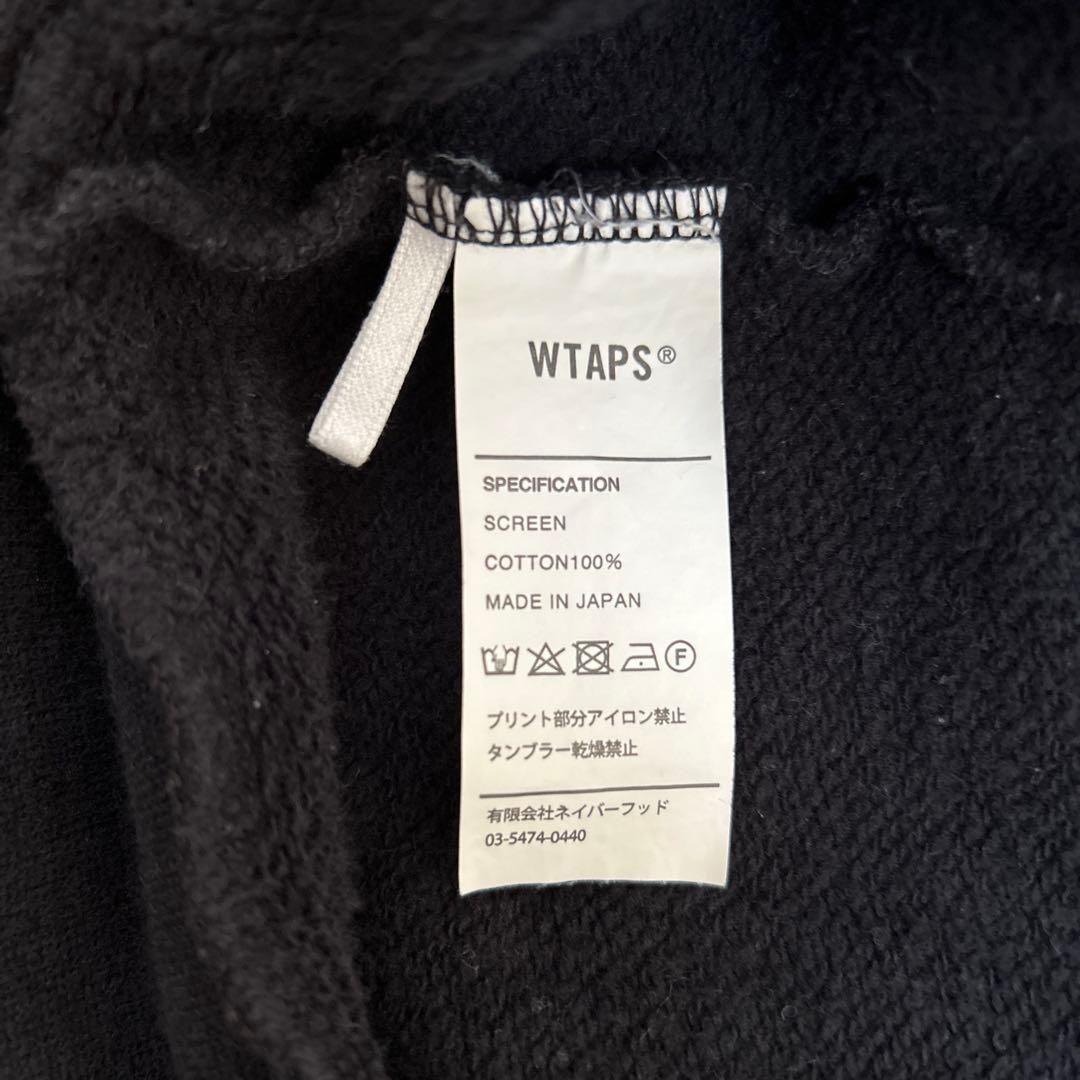 WTAPS®
SPECIFICATION
SCREEN
COTTON100%
MADE IN JAPAN
F
プリント部分アイロン禁止
タンブラー乾燥禁止
有限会社ネイバーフッド
03-5474-0440